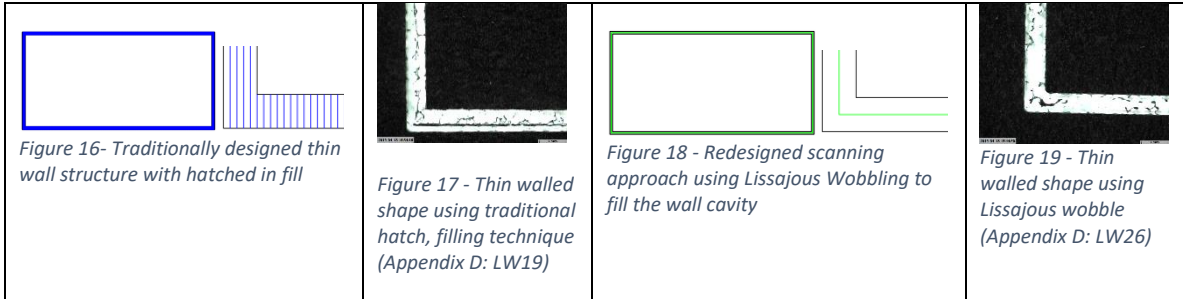 Figure 16- Traditionally designed thin
wall structure with hatched in fill
Figure 17 - Thin walled
shape using traditional
hatch, filling technique
(Appendix D: LW19)
Figure 18 - Redesigned scanning
approach using Lissajous Wobbling to
fill the wall cavity
Figure 19 - Thin
walled shape using
Lissajous wobble
(Appendix D: LW26)